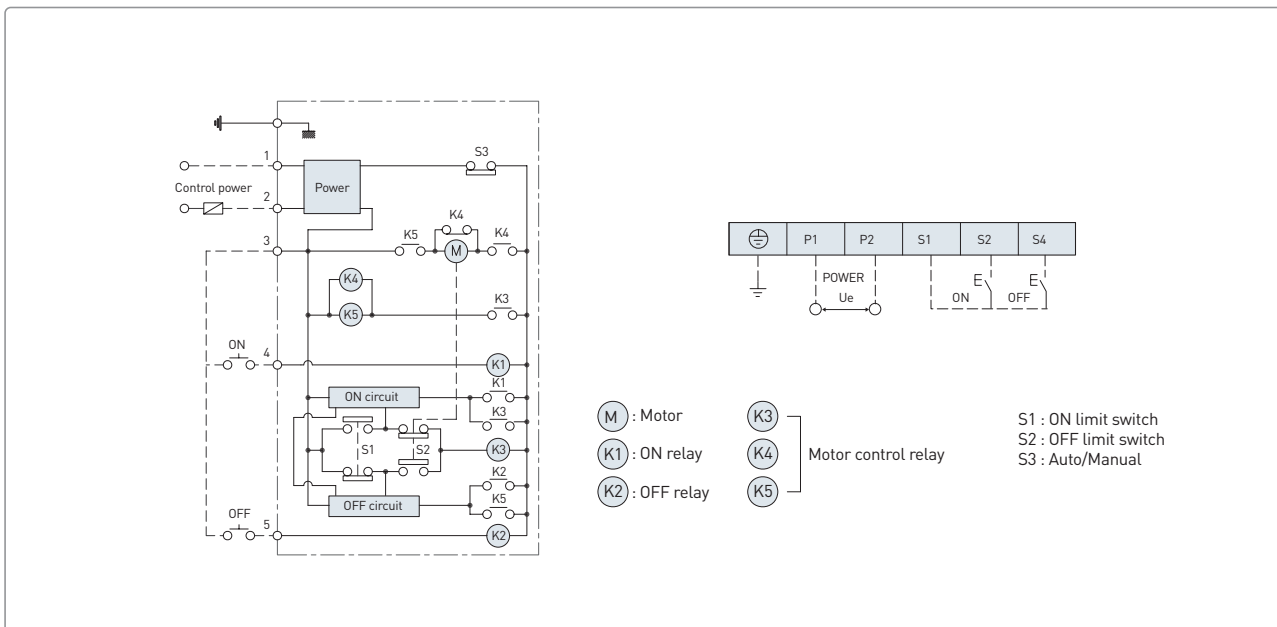 S3
1
Control power
Power
2
K4
3
K5
M
K4
K4
K3
K5
ON
4
K1
K1
ON circuit
K3
S1
S2
K3
K2
OFF circuit
K5
OFF
5
K2
P1
P2
S1
S2
S4
POWER
E
E
Ue
ON
OFF
M : Motor
K1 : ON relay
K2 : OFF relay
K3
K4
Motor control relay
K5
S1 : ON limit switch
S2 : OFF limit switch
S3 : Auto/Manual